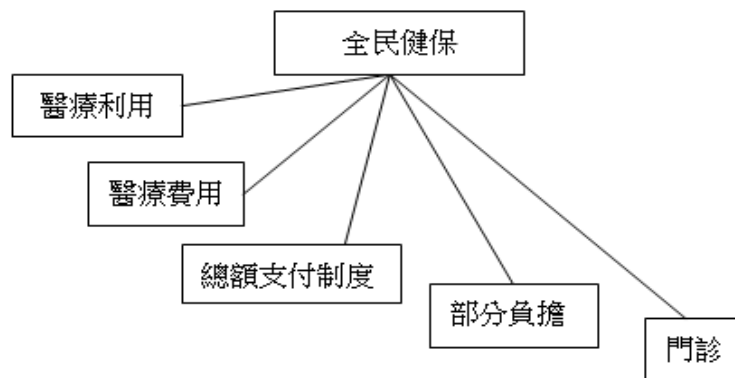 全民健保
醫療利用
醫療費用
總額支付制度
部分負擔
門診